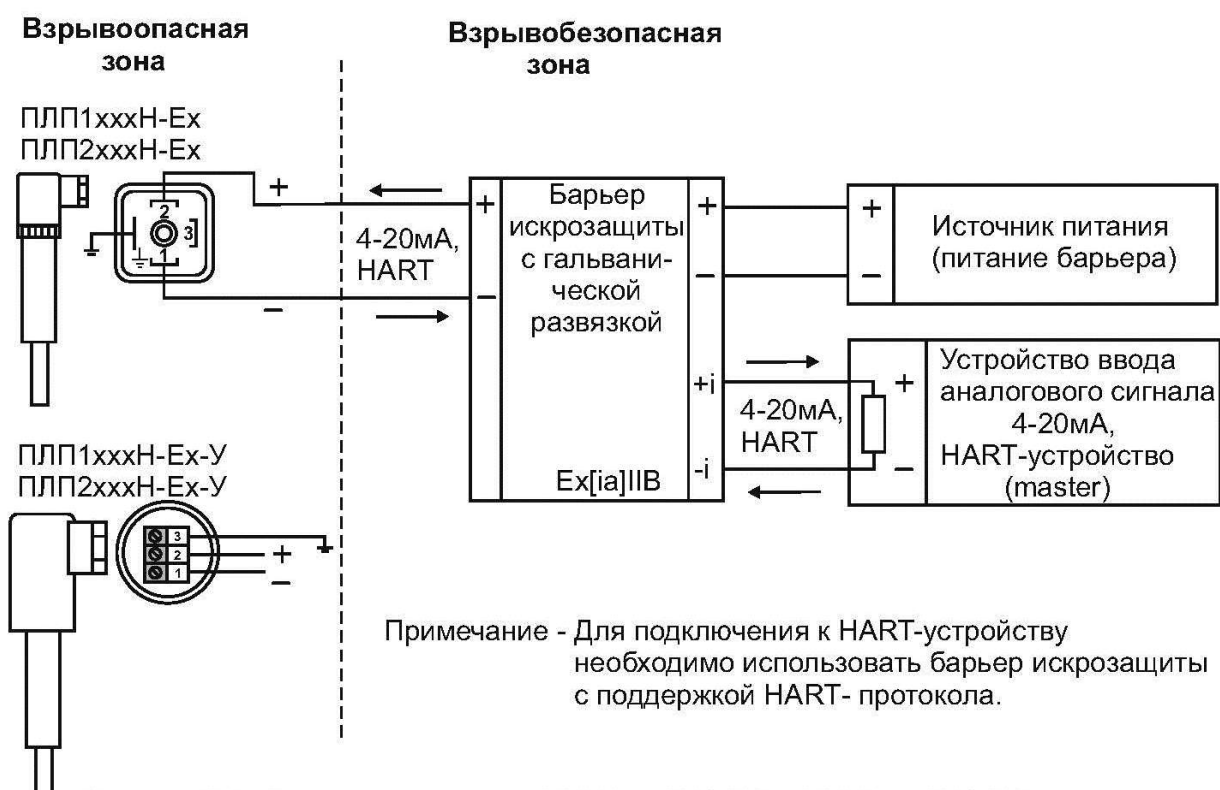 Взрывоопасная
зона
Взрывобезопасная
зона
ПЛП1хххН-Ех
ПЛП2хххН-Ех
2
3
1
+
−
4-20мА,
HART
+
−
Барьер
искрозащиты
с гальвани-
ческой
развязкой
Ex[ia]IIB
+
−
+i
-i
+
−
Источник питания
(питание барьера)
4-20мА,
HART
+
−
Устройство ввода
аналогового сигнала
4-20мА,
HART-устройство
(master)
ПЛП1хххН-Ех-У
ПЛП2хххН-Ех-У
3
2
1
+
−
Примечание - Для подключения к HART-устройству
необходимо использовать барьер искрозащиты
с поддержкой HART- протокола.